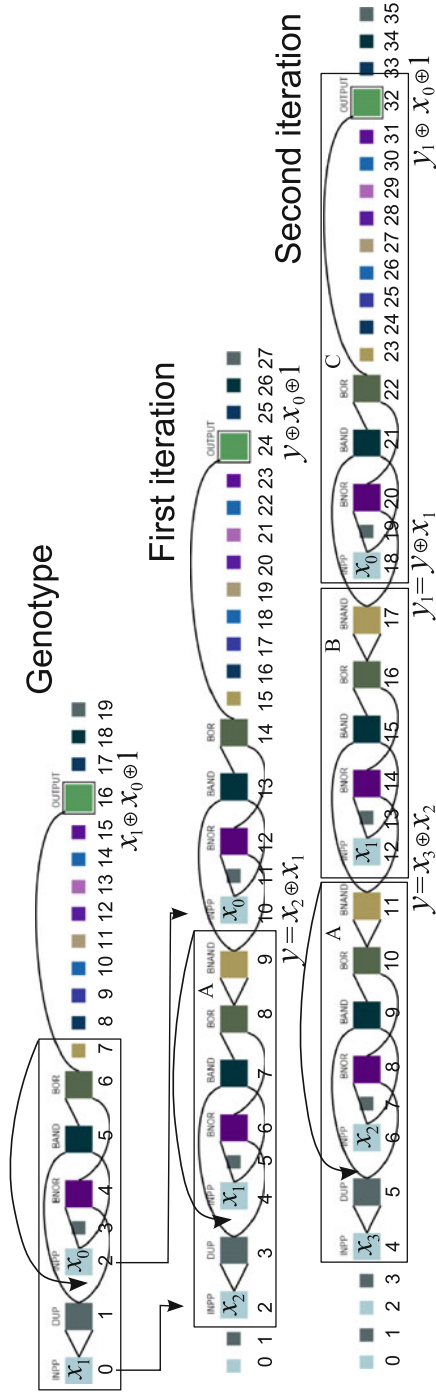 Genotype
INPP DUP INPP BNOR BAND BOR OUTPUT
x₁ x₀
0 1 2 3 4 5 6 7 8 9 10 11 12 13 14 15 16 17 18 19
x₁⊕x₀⊕1
First iteration
INPP DUP INPP BNOR BAND BOR BNAND INPP BNOR BAND BOR OUTPUT
x₂ x₁ A x₀
0 1 2 3 4 5 6 7 8 9 10 11 12 13 14 15 16 17 18 19 20 21 22 23 24 25 26 27
y=x₂⊕x₁ y⊕x₀⊕1
Second iteration
INPP DUP INPP BNOR BAND BOR BNAND INPP BNOR BAND BOR BNAND INPP BNOR BAND BOR OUTPUT
x₃ x₂ A x₁ B x₀ C
0 1 2 3 4 5 6 7 8 9 10 11 12 13 14 15 16 17 18 19 20 21 22 23 24 25 26 27 28 29 30 31 32 33 34 35
y=x₃⊕x₂ y₁=y⊕x₁ y₁⊕x₀⊕1